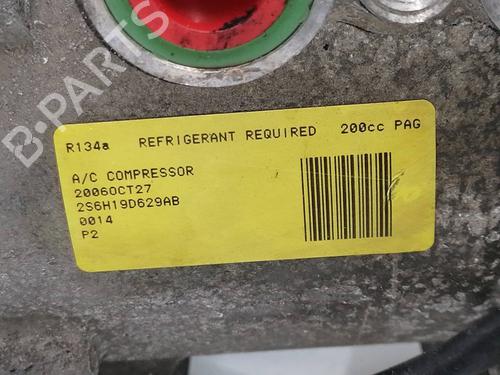 B-PARTS
R134a REFRIGERANT REQUIRED 200cc PAG
A/C COMPRESSOR
2006OCT27
2S6H19D629AB
0014
P2